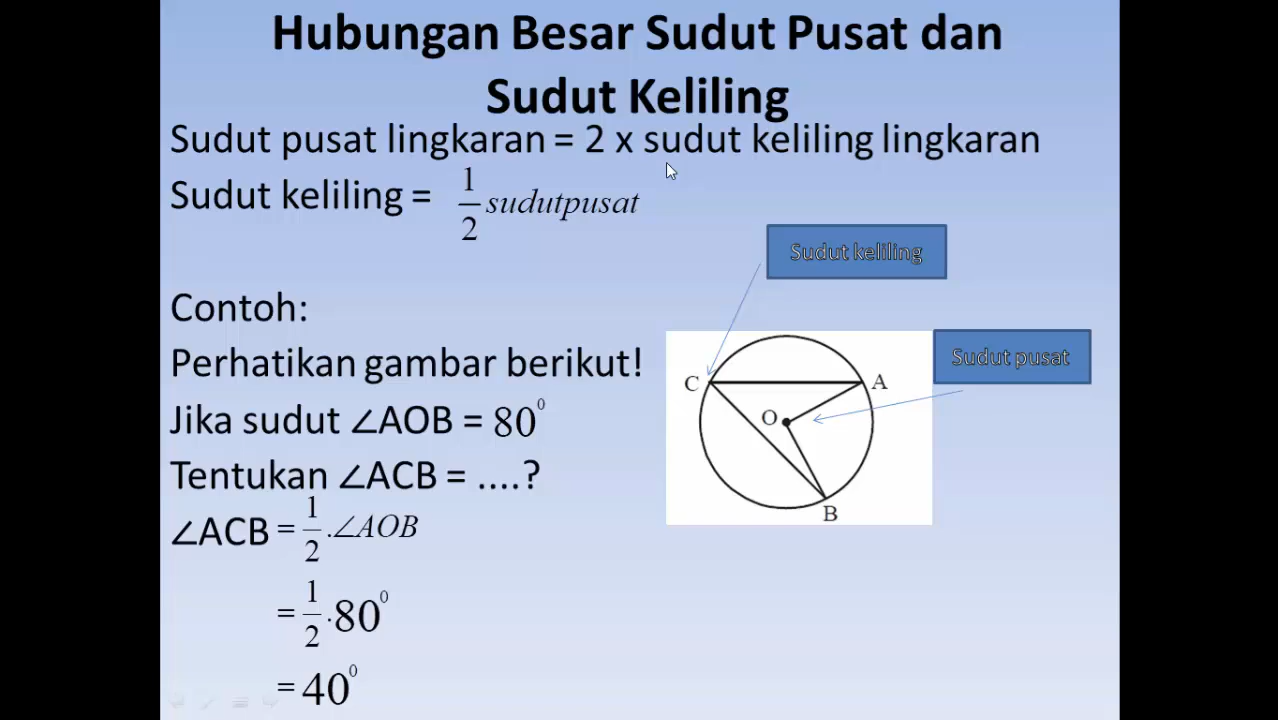 Hubungan Besar Sudut Pusat dan
Sudut Keliling
Sudut pusat lingkaran = 2 x sudut keliling lingkaran
Sudut keliling = 1/2 sudutpusat
Sudut keliling
Contoh:
Sudut pusat
Perhatikan gambar berikut!
C
A
O
B
Jika sudut ∠AOB = 80⁰
Tentukan ∠ACB = ....?
∠ACB = 1/2 .∠AOB
= 1/2 .80⁰
= 40⁰